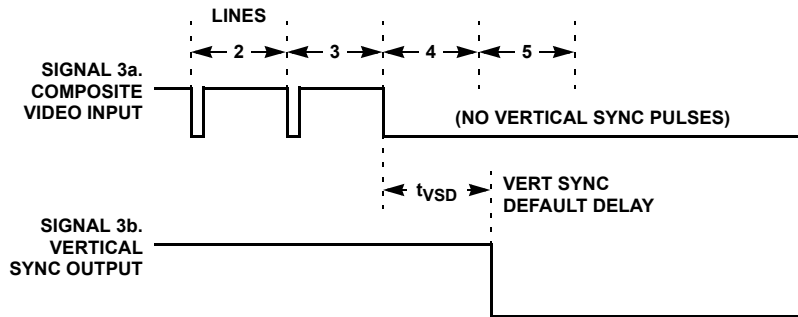 LINES
2 3 4 5
SIGNAL 3a.
COMPOSITE
VIDEO INPUT
(NO VERTICAL SYNC PULSES)
tVSD
VERT SYNC
DEFAULT DELAY
SIGNAL 3b.
VERTICAL
SYNC OUTPUT